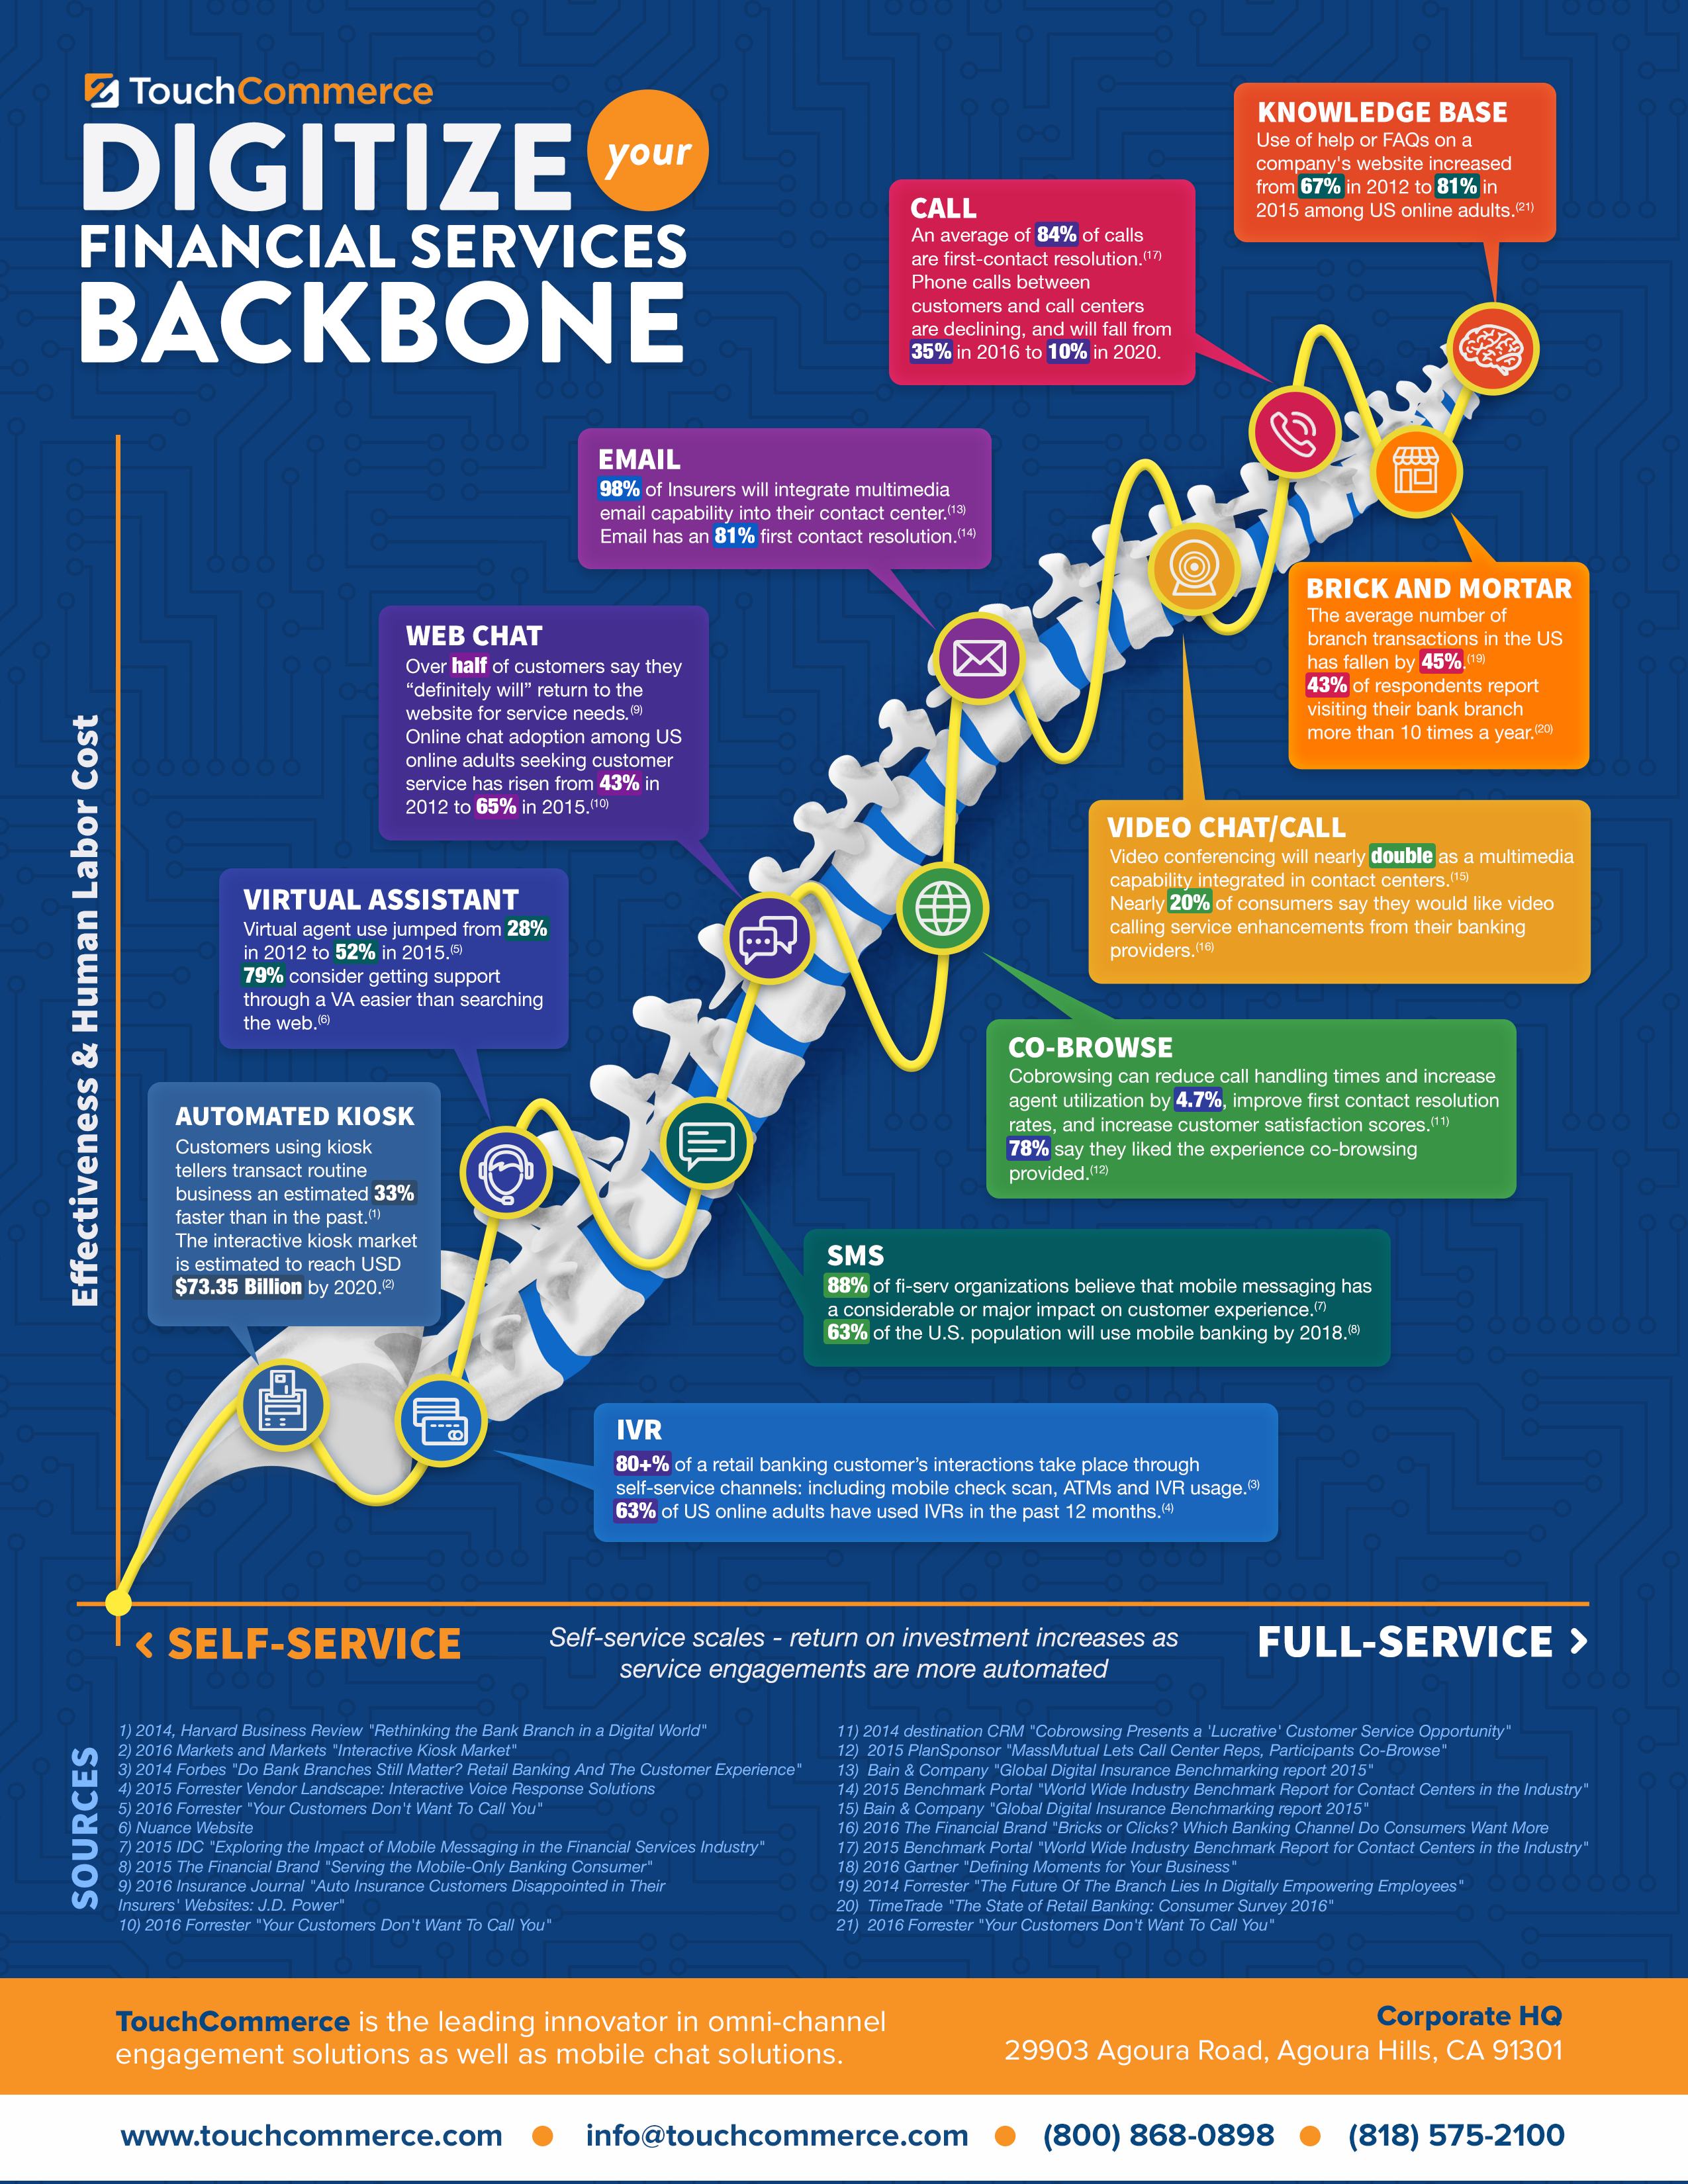 TouchCommerce
DIGITIZE your
FINANCIAL SERVICES
BACKBONE
KNOWLEDGE BASE
Use of help or FAQs on a
company's website increased
from 67% in 2012 to 81% in
2015 among US online adults.(21)
CALL
An average of 84% of calls
are first-contact resolution.(17)
Phone calls between
customers and call centers
are declining, and will fall from
35% in 2016 to 10% in 2020.
EMAIL
98% of Insurers will integrate multimedia
email capability into their contact center.(13)
Email has an 81% first contact resolution.(14)
BRICK AND MORTAR
The average number of
branch transactions in the US
has fallen by 45%.(19)
43% of respondents report
visiting their bank branch
more than 10 times a year.(20)
WEB CHAT
Over half of customers say they
“definitely will” return to the
website for service needs.(9)
Online chat adoption among US
online adults seeking customer
service has risen from 43% in
2012 to 65% in 2015.(10)
VIDEO CHAT/CALL
Video conferencing will nearly double as a multimedia
capability integrated in contact centers.(15)
Nearly 20% of consumers say they would like video
calling service enhancements from their banking
providers.(16)
VIRTUAL ASSISTANT
Virtual agent use jumped from 28%
in 2012 to 52% in 2015.(5)
79% consider getting support
through a VA easier than searching
the web.(6)
CO-BROWSE
Cobrowsing can reduce call handling times and increase
agent utilization by 4.7%, improve first contact resolution
rates, and increase customer satisfaction scores.(11)
78% say they liked the experience co-browsing
provided.(12)
AUTOMATED KIOSK
Customers using kiosk
tellers transact routine
business an estimated 33%
faster than in the past.(1)
The interactive kiosk market
is estimated to reach USD
$73.35 Billion by 2020.(2)
SMS
88% of fi-serv organizations believe that mobile messaging has
a considerable or major impact on customer experience.(7)
63% of the U.S. population will use mobile banking by 2018.(8)
IVR
80+% of a retail banking customer’s interactions take place through
self-service channels: including mobile check scan, ATMs and IVR usage.(3)
63% of US online adults have used IVRs in the past 12 months.(4)
Effectiveness & Human Labor Cost
‹ SELF-SERVICE
Self-service scales - return on investment increases as
service engagements are more automated
FULL-SERVICE ›
SOURCES
1) 2014, Harvard Business Review "Rethinking the Bank Branch in a Digital World"
2) 2016 Markets and Markets "Interactive Kiosk Market"
3) 2014 Forbes "Do Bank Branches Still Matter? Retail Banking And The Customer Experience"
4) 2015 Forrester Vendor Landscape: Interactive Voice Response Solutions
5) 2016 Forrester "Your Customers Don't Want To Call You"
6) Nuance Website
7) 2015 IDC "Exploring the Impact of Mobile Messaging in the Financial Services Industry"
8) 2015 The Financial Brand "Serving the Mobile-Only Banking Consumer"
9) 2016 Insurance Journal "Auto Insurance Customers Disappointed in Their
Insurers' Websites: J.D. Power"
10) 2016 Forrester "Your Customers Don't Want To Call You"
11) 2014 destination CRM "Cobrowsing Presents a 'Lucrative' Customer Service Opportunity"
12) 2015 PlanSponsor "MassMutual Lets Call Center Reps, Participants Co-Browse"
13) Bain & Company "Global Digital Insurance Benchmarking report 2015"
14) 2015 Benchmark Portal "World Wide Industry Benchmark Report for Contact Centers in the Industry"
15) Bain & Company "Global Digital Insurance Benchmarking report 2015"
16) 2016 The Financial Brand "Bricks or Clicks? Which Banking Channel Do Consumers Want More
17) 2015 Benchmark Portal "World Wide Industry Benchmark Report for Contact Centers in the Industry"
18) 2016 Gartner "Defining Moments for Your Business"
19) 2014 Forrester "The Future Of The Branch Lies In Digitally Empowering Employees"
20) TimeTrade "The State of Retail Banking: Consumer Survey 2016"
21) 2016 Forrester "Your Customers Don't Want To Call You"
TouchCommerce is the leading innovator in omni-channel
engagement solutions as well as mobile chat solutions.
Corporate HQ
29903 Agoura Road, Agoura Hills, CA 91301
www.touchcommerce.com ● info@touchcommerce.com ● (800) 868-0898 ● (818) 575-2100